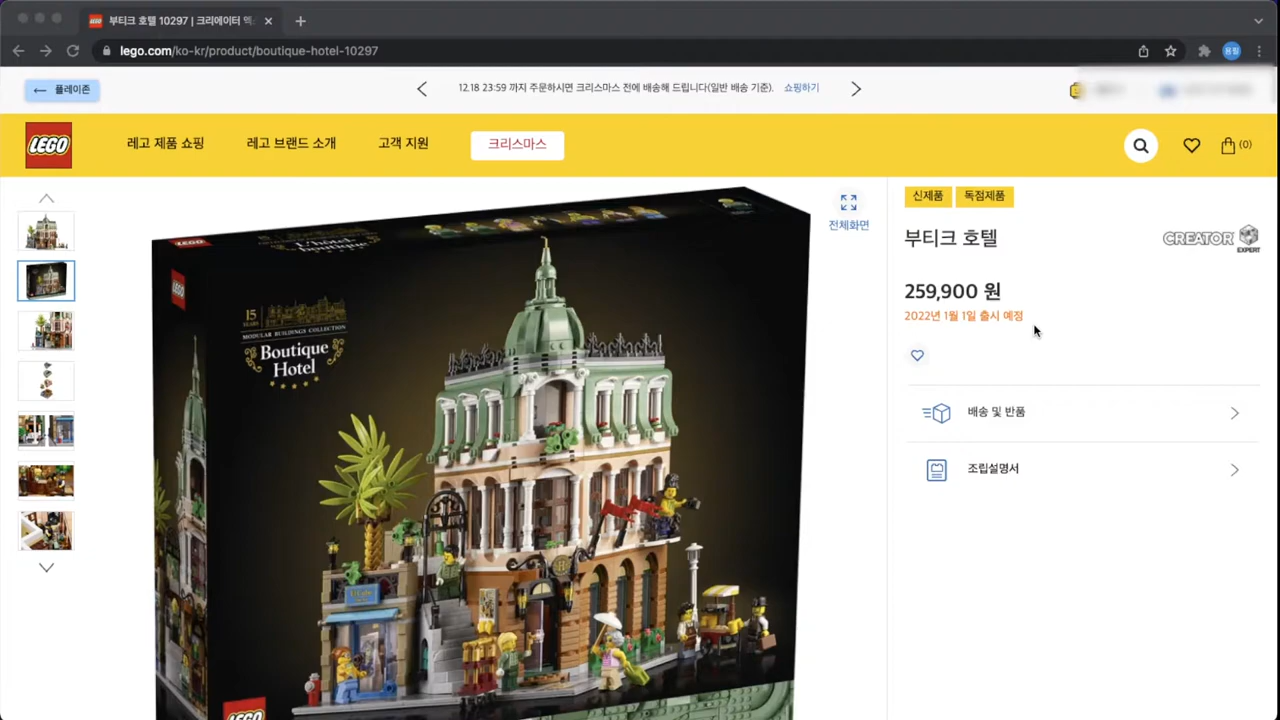 부티크 호텔 10297 | 크리에이터 엑
lego.com/ko-kr/product/boutique-hotel-10297
용필
플레이존
12.18 23:59 까지 주문하시면 크리스마스 전에 배송해 드립니다(일반 배송 기준). 쇼핑하기
LEGO
레고 제품 쇼핑
레고 브랜드 소개
고객 지원
크리스마스
(0)
전체화면
신제품
독점제품
부티크 호텔
CREATOR
EXPERT
259,900 원
2022년 1월 1일 출시 예정
배송 및 반품
조립설명서
LEGO
L'hôtel
boutique
LEGO
15
YEARS
MODULAR BUILDINGS COLLECTION
Boutique
Hotel
H
LEGO